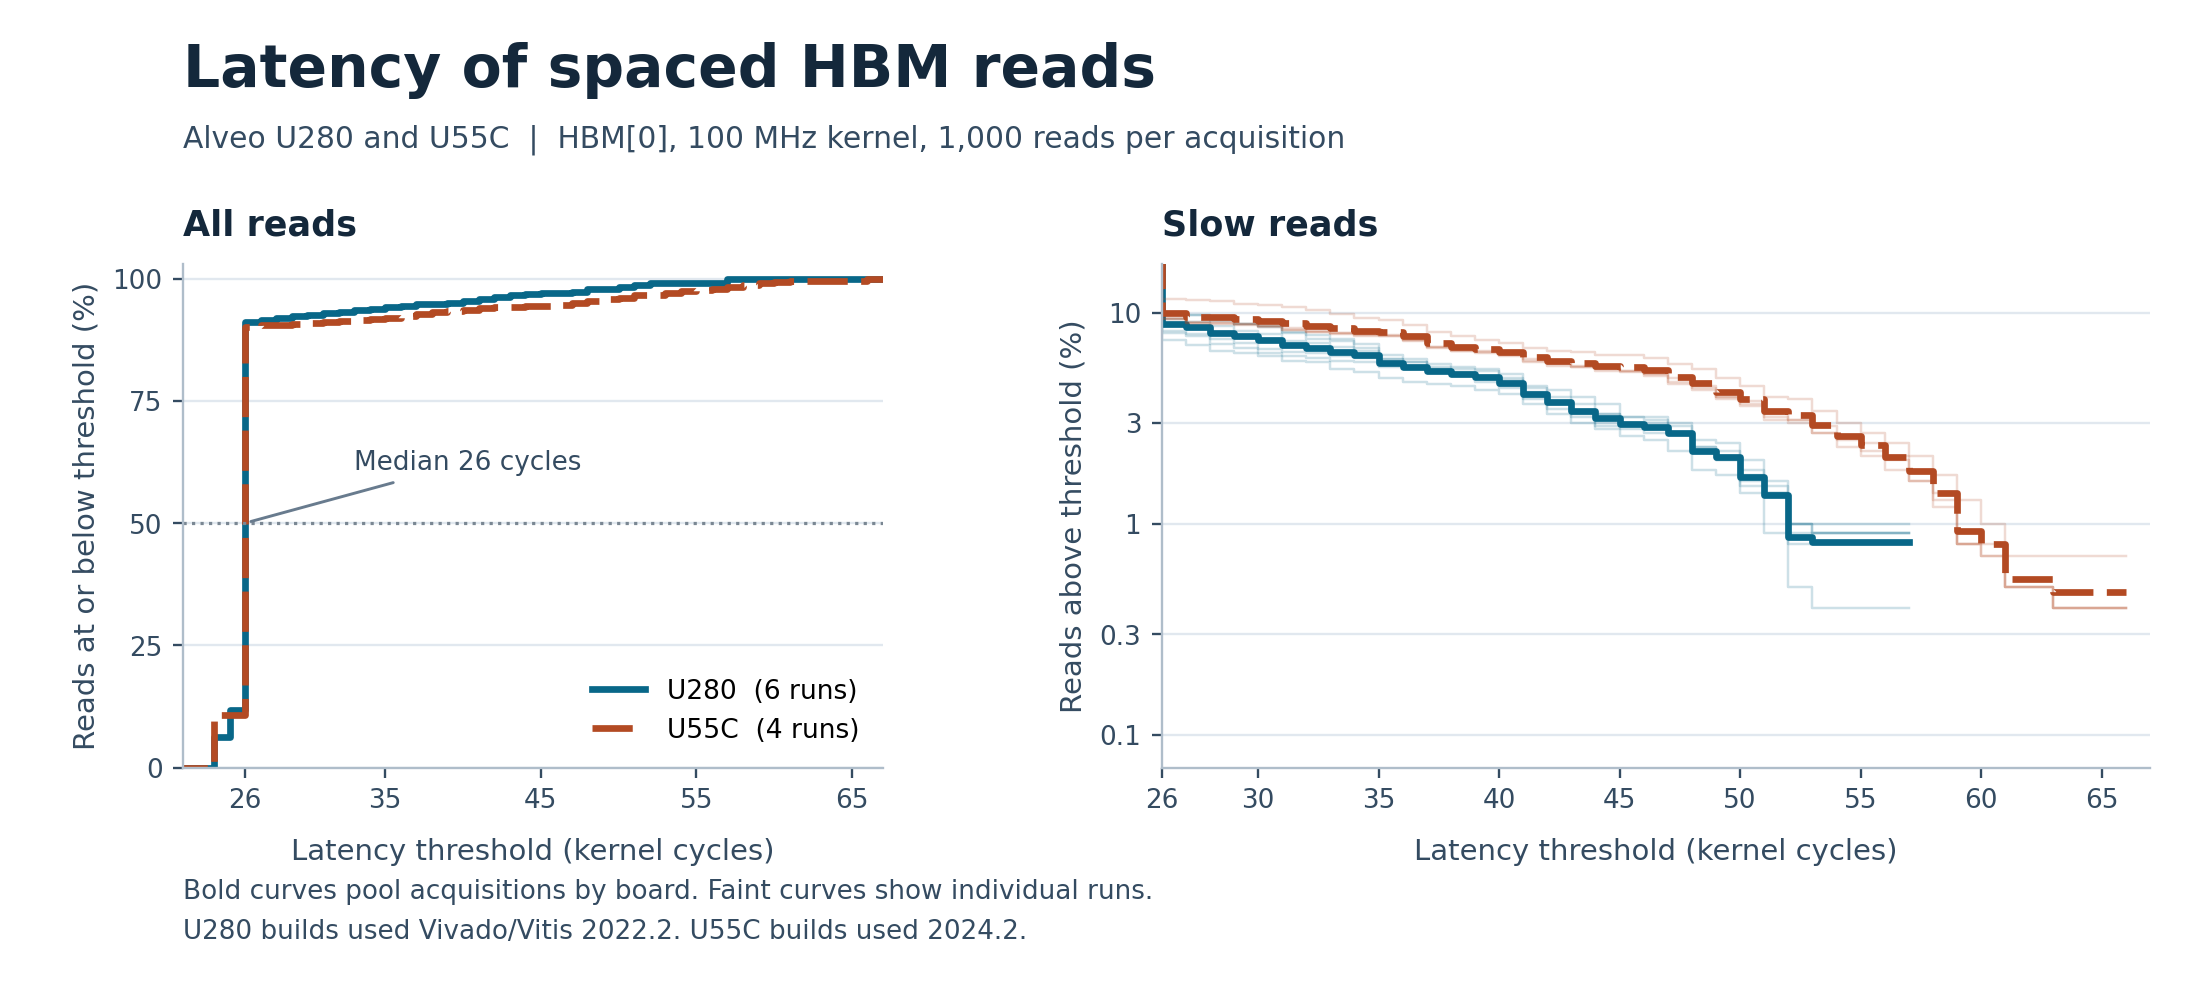 Latency of spaced HBM reads
Alveo U280 and U55C | HBM[0], 100 MHz kernel, 1,000 reads per acquisition
All reads
Reads at or below threshold (%)
100
75
50
25
0
Median 26 cycles
U280 (6 runs)
U55C (4 runs)
26 35 45 55 65
Latency threshold (kernel cycles)
Slow reads
Reads above threshold (%)
10
3
1
0.3
0.1
26 30 35 40 45 50 55 60 65
Latency threshold (kernel cycles)
Bold curves pool acquisitions by board. Faint curves show individual runs.
U280 builds used Vivado/Vitis 2022.2. U55C builds used 2024.2.